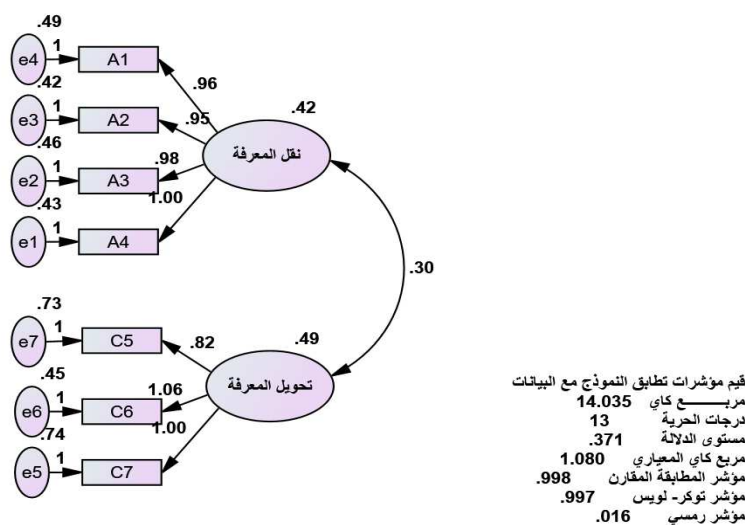 .49
e4 1 A1
.42
e3 1 A2
.46
e2 1 A3
.43
e1 1 A4
.96
.95
.98
1.00
.42
نقل المعرفة
.30
.73
e7 1 C5
.45
e6 1 C6
.74
e5 1 C7
.82
1.06
1.00
.49
تحويل المعرفة
قيم مؤشرات تطابق النموذج مع البيانات
مربـــــــع كاي 14.035
درجات الحرية 13
مستوى الدلالة .371
مربع كاي المعياري 1.080
مؤشر المطابقة المقارن .998
مؤشر توكر- لويس .997
مؤشر رمسي .016